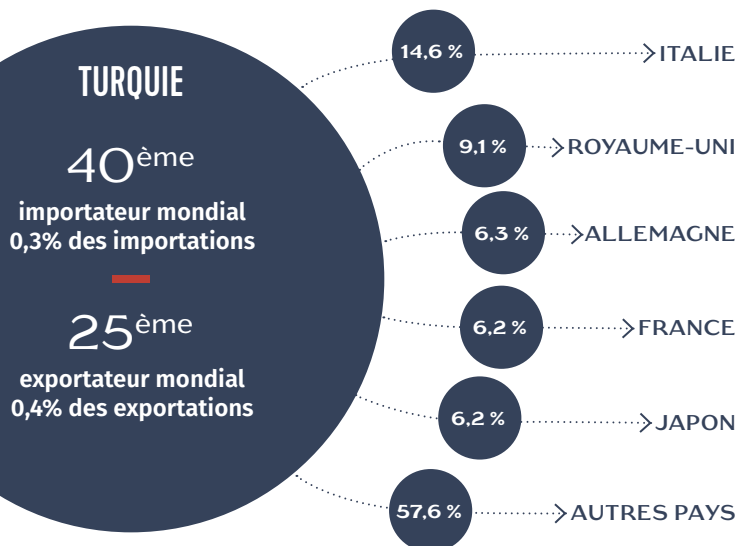 TURQUIE
40ème
importateur mondial
0,3% des importations
25ème
exportateur mondial
0,4% des exportations
14,6 %
ITALIE
9,1 %
ROYAUME-UNI
6,3 %
ALLEMAGNE
6,2 %
FRANCE
6,2 %
JAPON
57,6 %
AUTRES PAYS